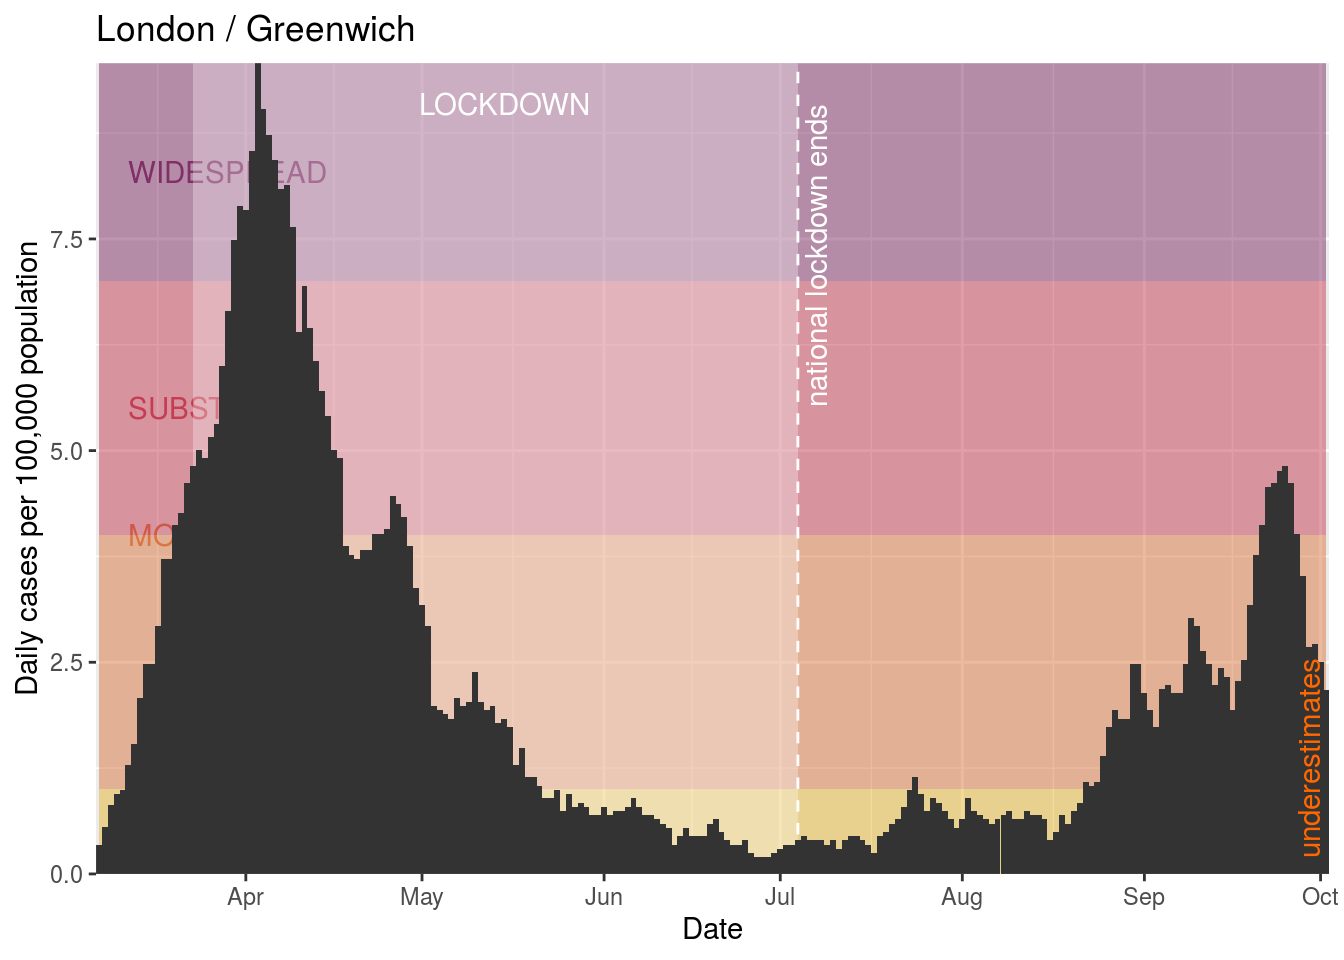 London / Greenwich
LOCKDOWN
WIDESPREAD
national lockdown ends
7.5
5.0
2.5
0.0
Daily cases per 100,000 population
underestimates
Apr
May
Jun
Jul
Aug
Sep
Oct
Date